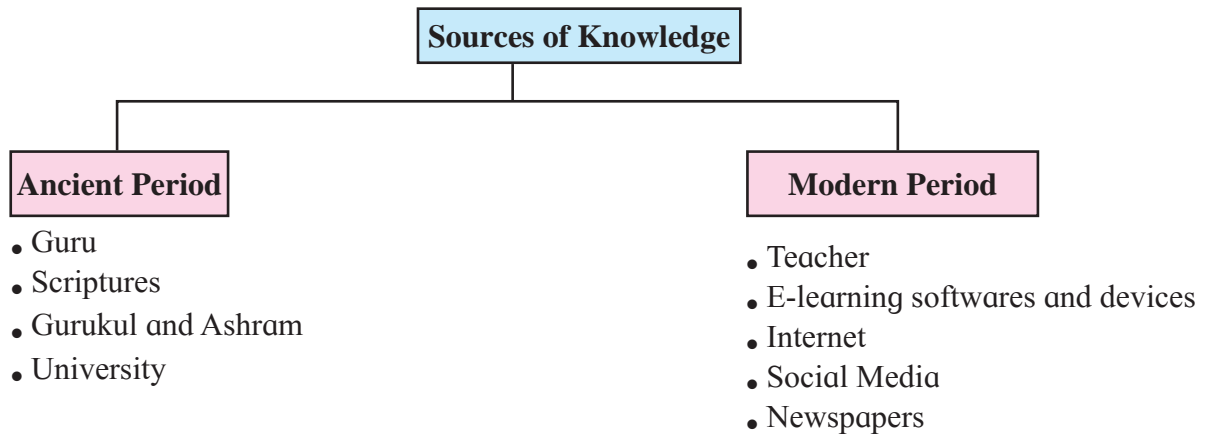 Sources of Knowledge
Ancient Period
• Guru
• Scriptures
• Gurukul and Ashram
• University
Modern Period
• Teacher
• E-learning softwares and devices
• Internet
• Social Media
• Newspapers